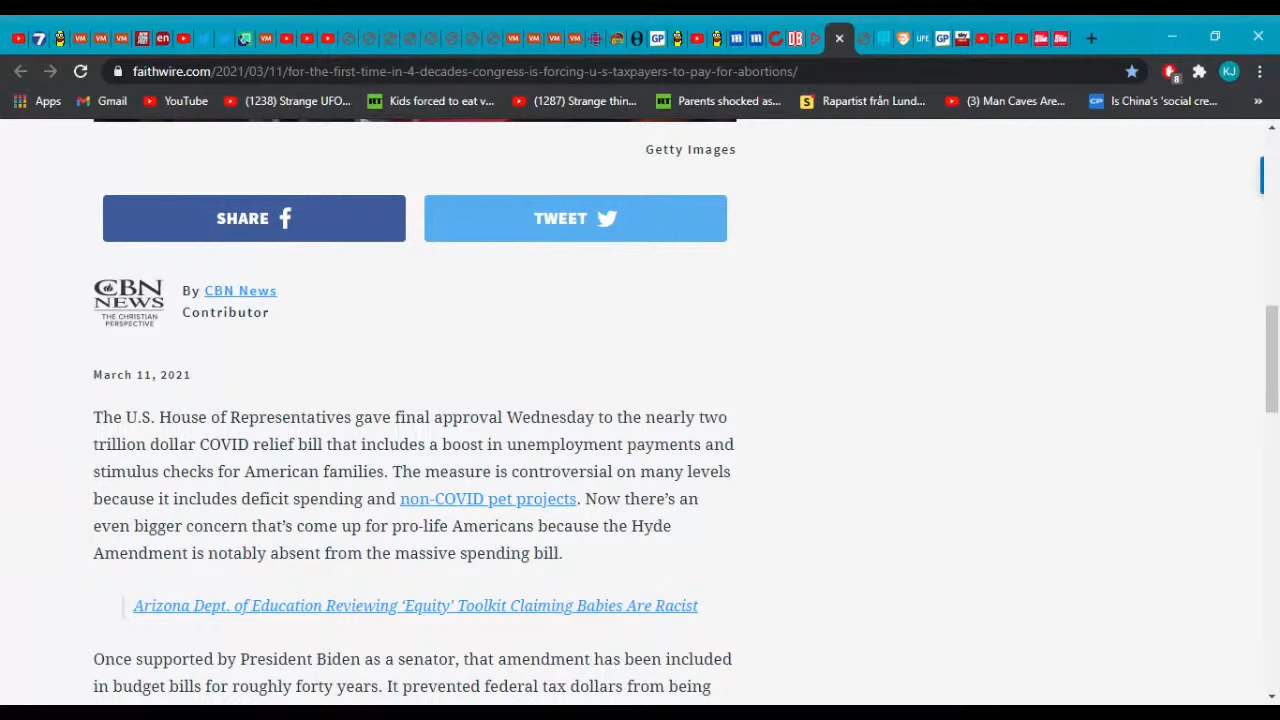 faithwire.com/2021/03/11/for-the-first-time-in-4-decades-congress-is-forcing-u-s-taxpayers-to-pay-for-abortions/
KJ
8
Apps Gmail YouTube (1238) Strange UFO... Kids forced to eat v... (1287) Strange thin... Parents shocked as... Rapartist från Lund... (3) Man Caves Are... Is China's 'social cre... »
Getty Images
SHARE TWEET
CBN NEWS
THE CHRISTIAN PERSPECTIVE
By CBN News
Contributor
March 11, 2021
The U.S. House of Representatives gave final approval Wednesday to the nearly two
trillion dollar COVID relief bill that includes a boost in unemployment payments and
stimulus checks for American families. The measure is controversial on many levels
because it includes deficit spending and non-COVID pet projects. Now there's an
even bigger concern that's come up for pro-life Americans because the Hyde
Amendment is notably absent from the massive spending bill.
Arizona Dept. of Education Reviewing 'Equity' Toolkit Claiming Babies Are Racist
Once supported by President Biden as a senator, that amendment has been included
in budget bills for roughly forty years. It prevented federal tax dollars from being